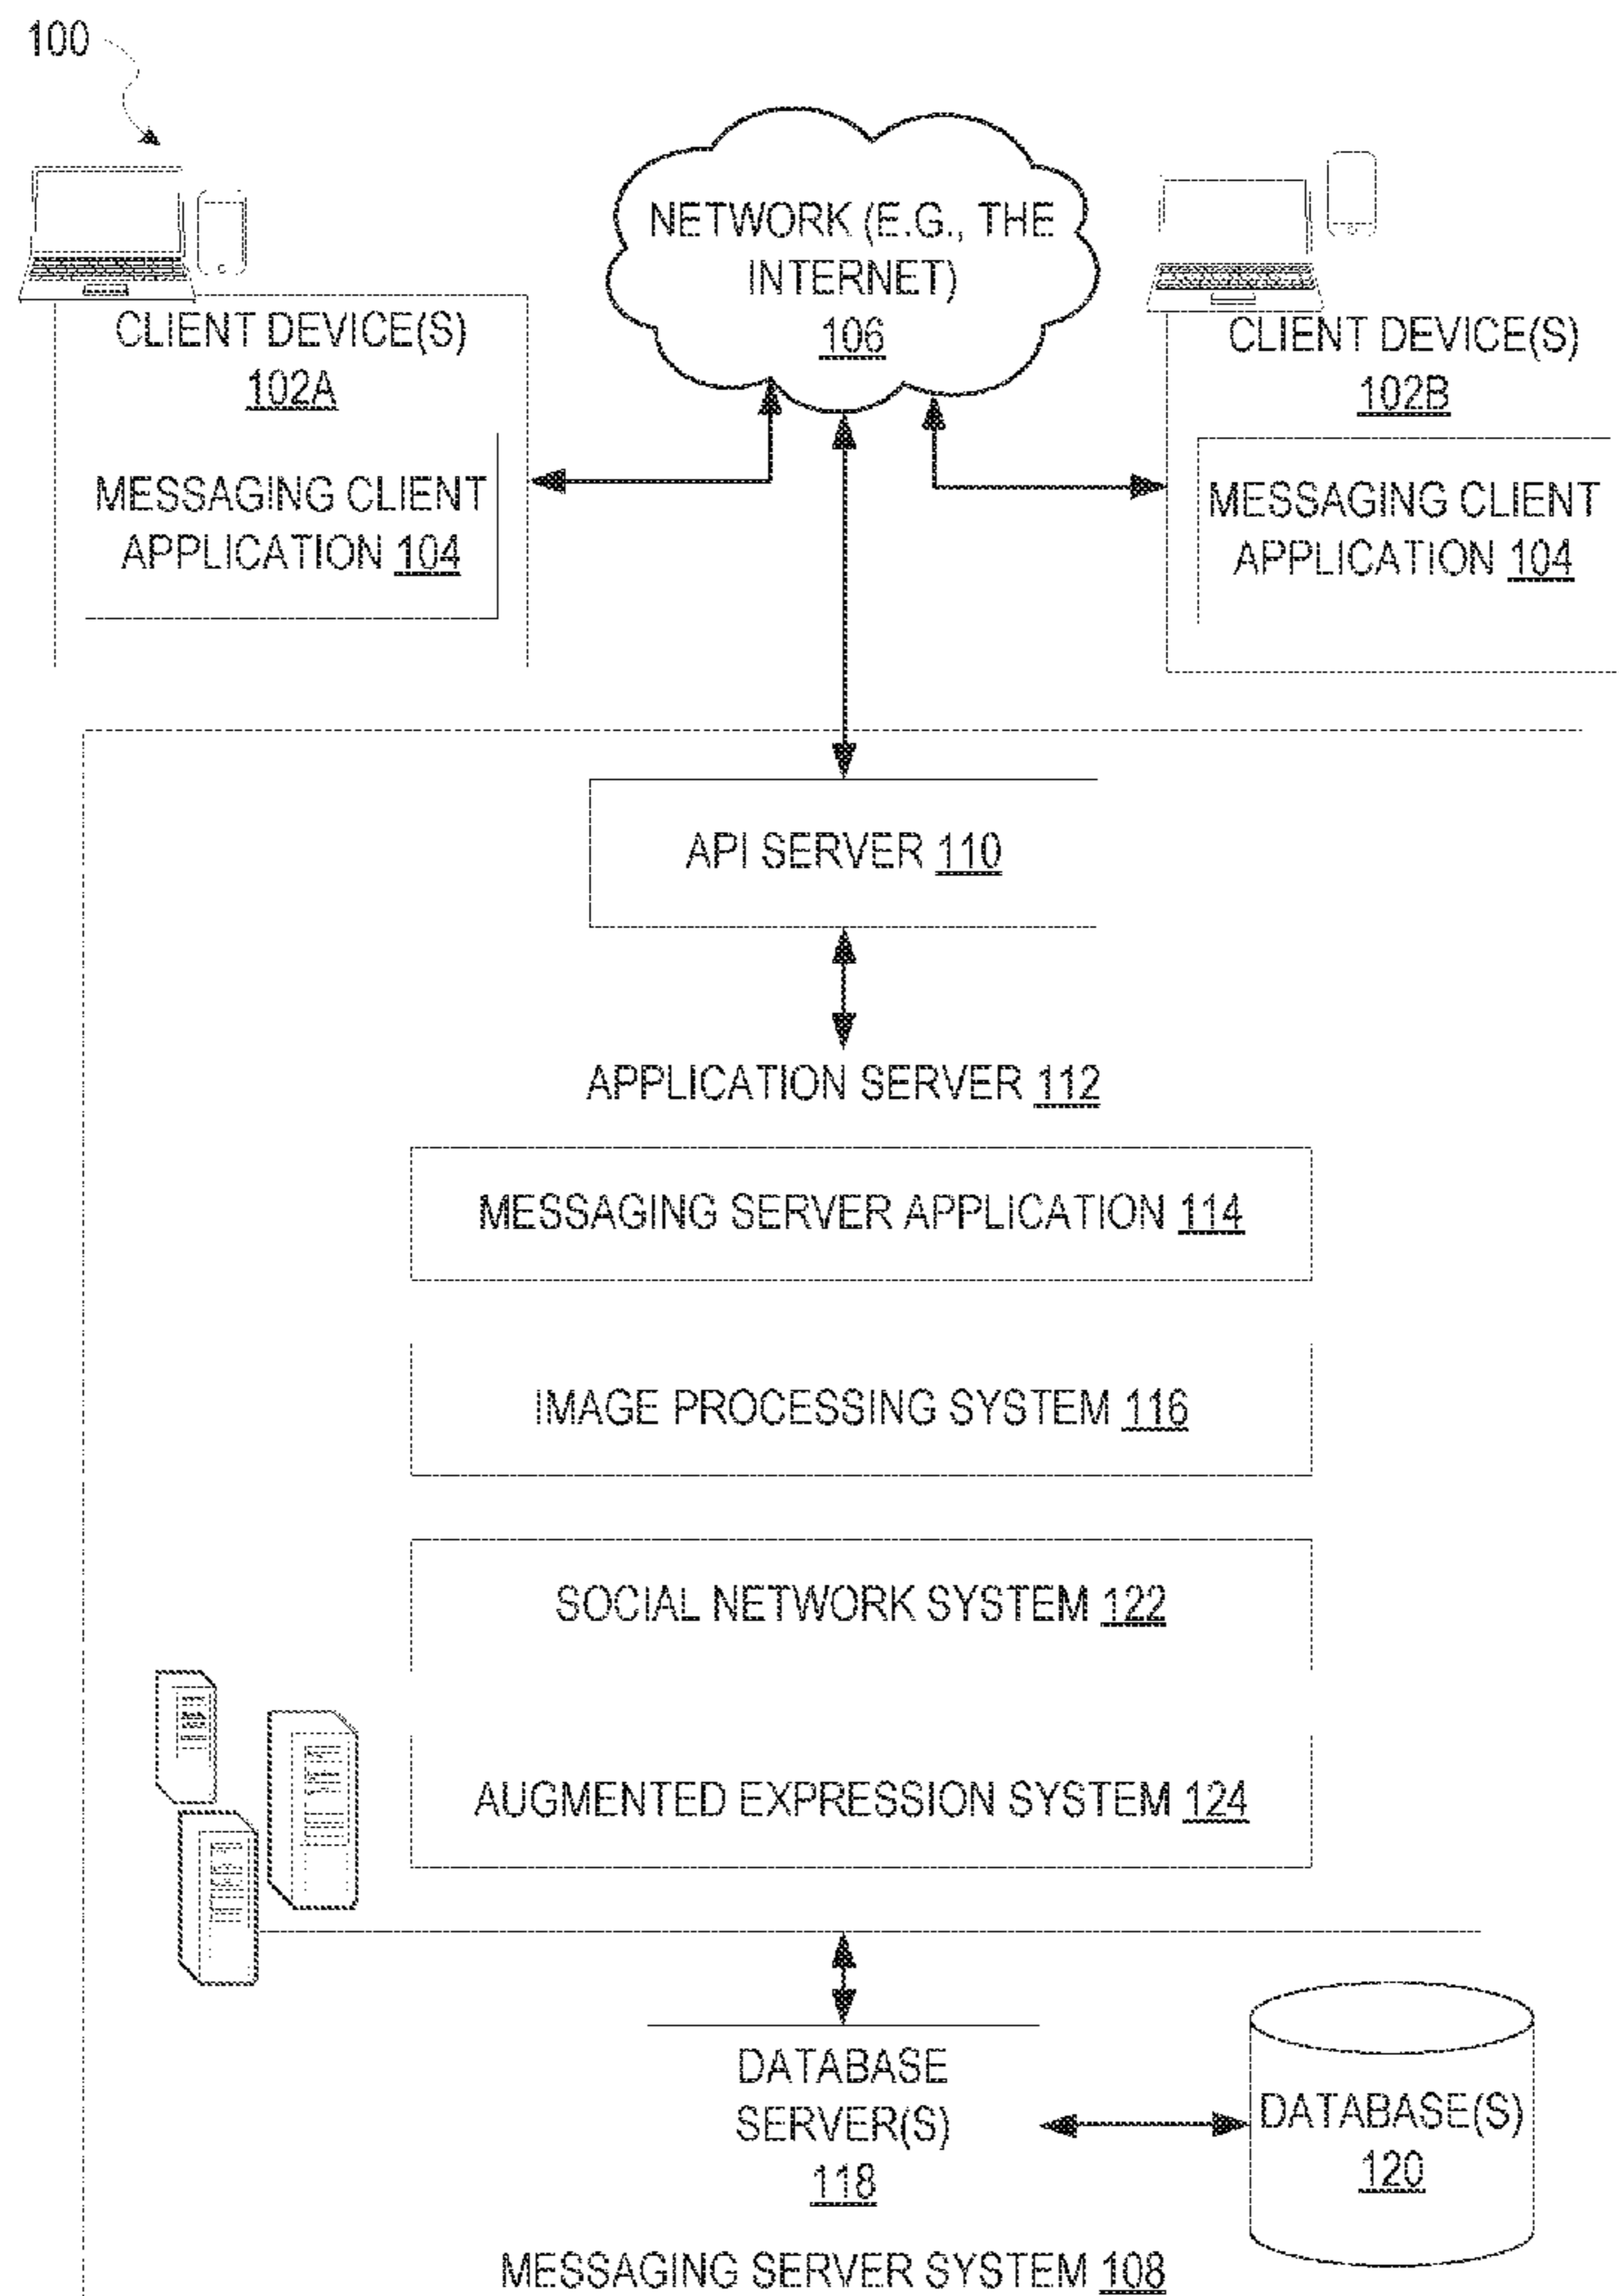 100
NETWORK (E.G., THE
INTERNET)
106
CLIENT DEVICE(S)
102A
MESSAGING CLIENT
APPLICATION 104
CLIENT DEVICE(S)
102B
MESSAGING CLIENT
APPLICATION 104
API SERVER 110
APPLICATION SERVER 112
MESSAGING SERVER APPLICATION 114
IMAGE PROCESSING SYSTEM 116
SOCIAL NETWORK SYSTEM 122
AUGMENTED EXPRESSION SYSTEM 124
DATABASE
SERVER(S)
118
DATABASE(S)
120
MESSAGING SERVER SYSTEM 108